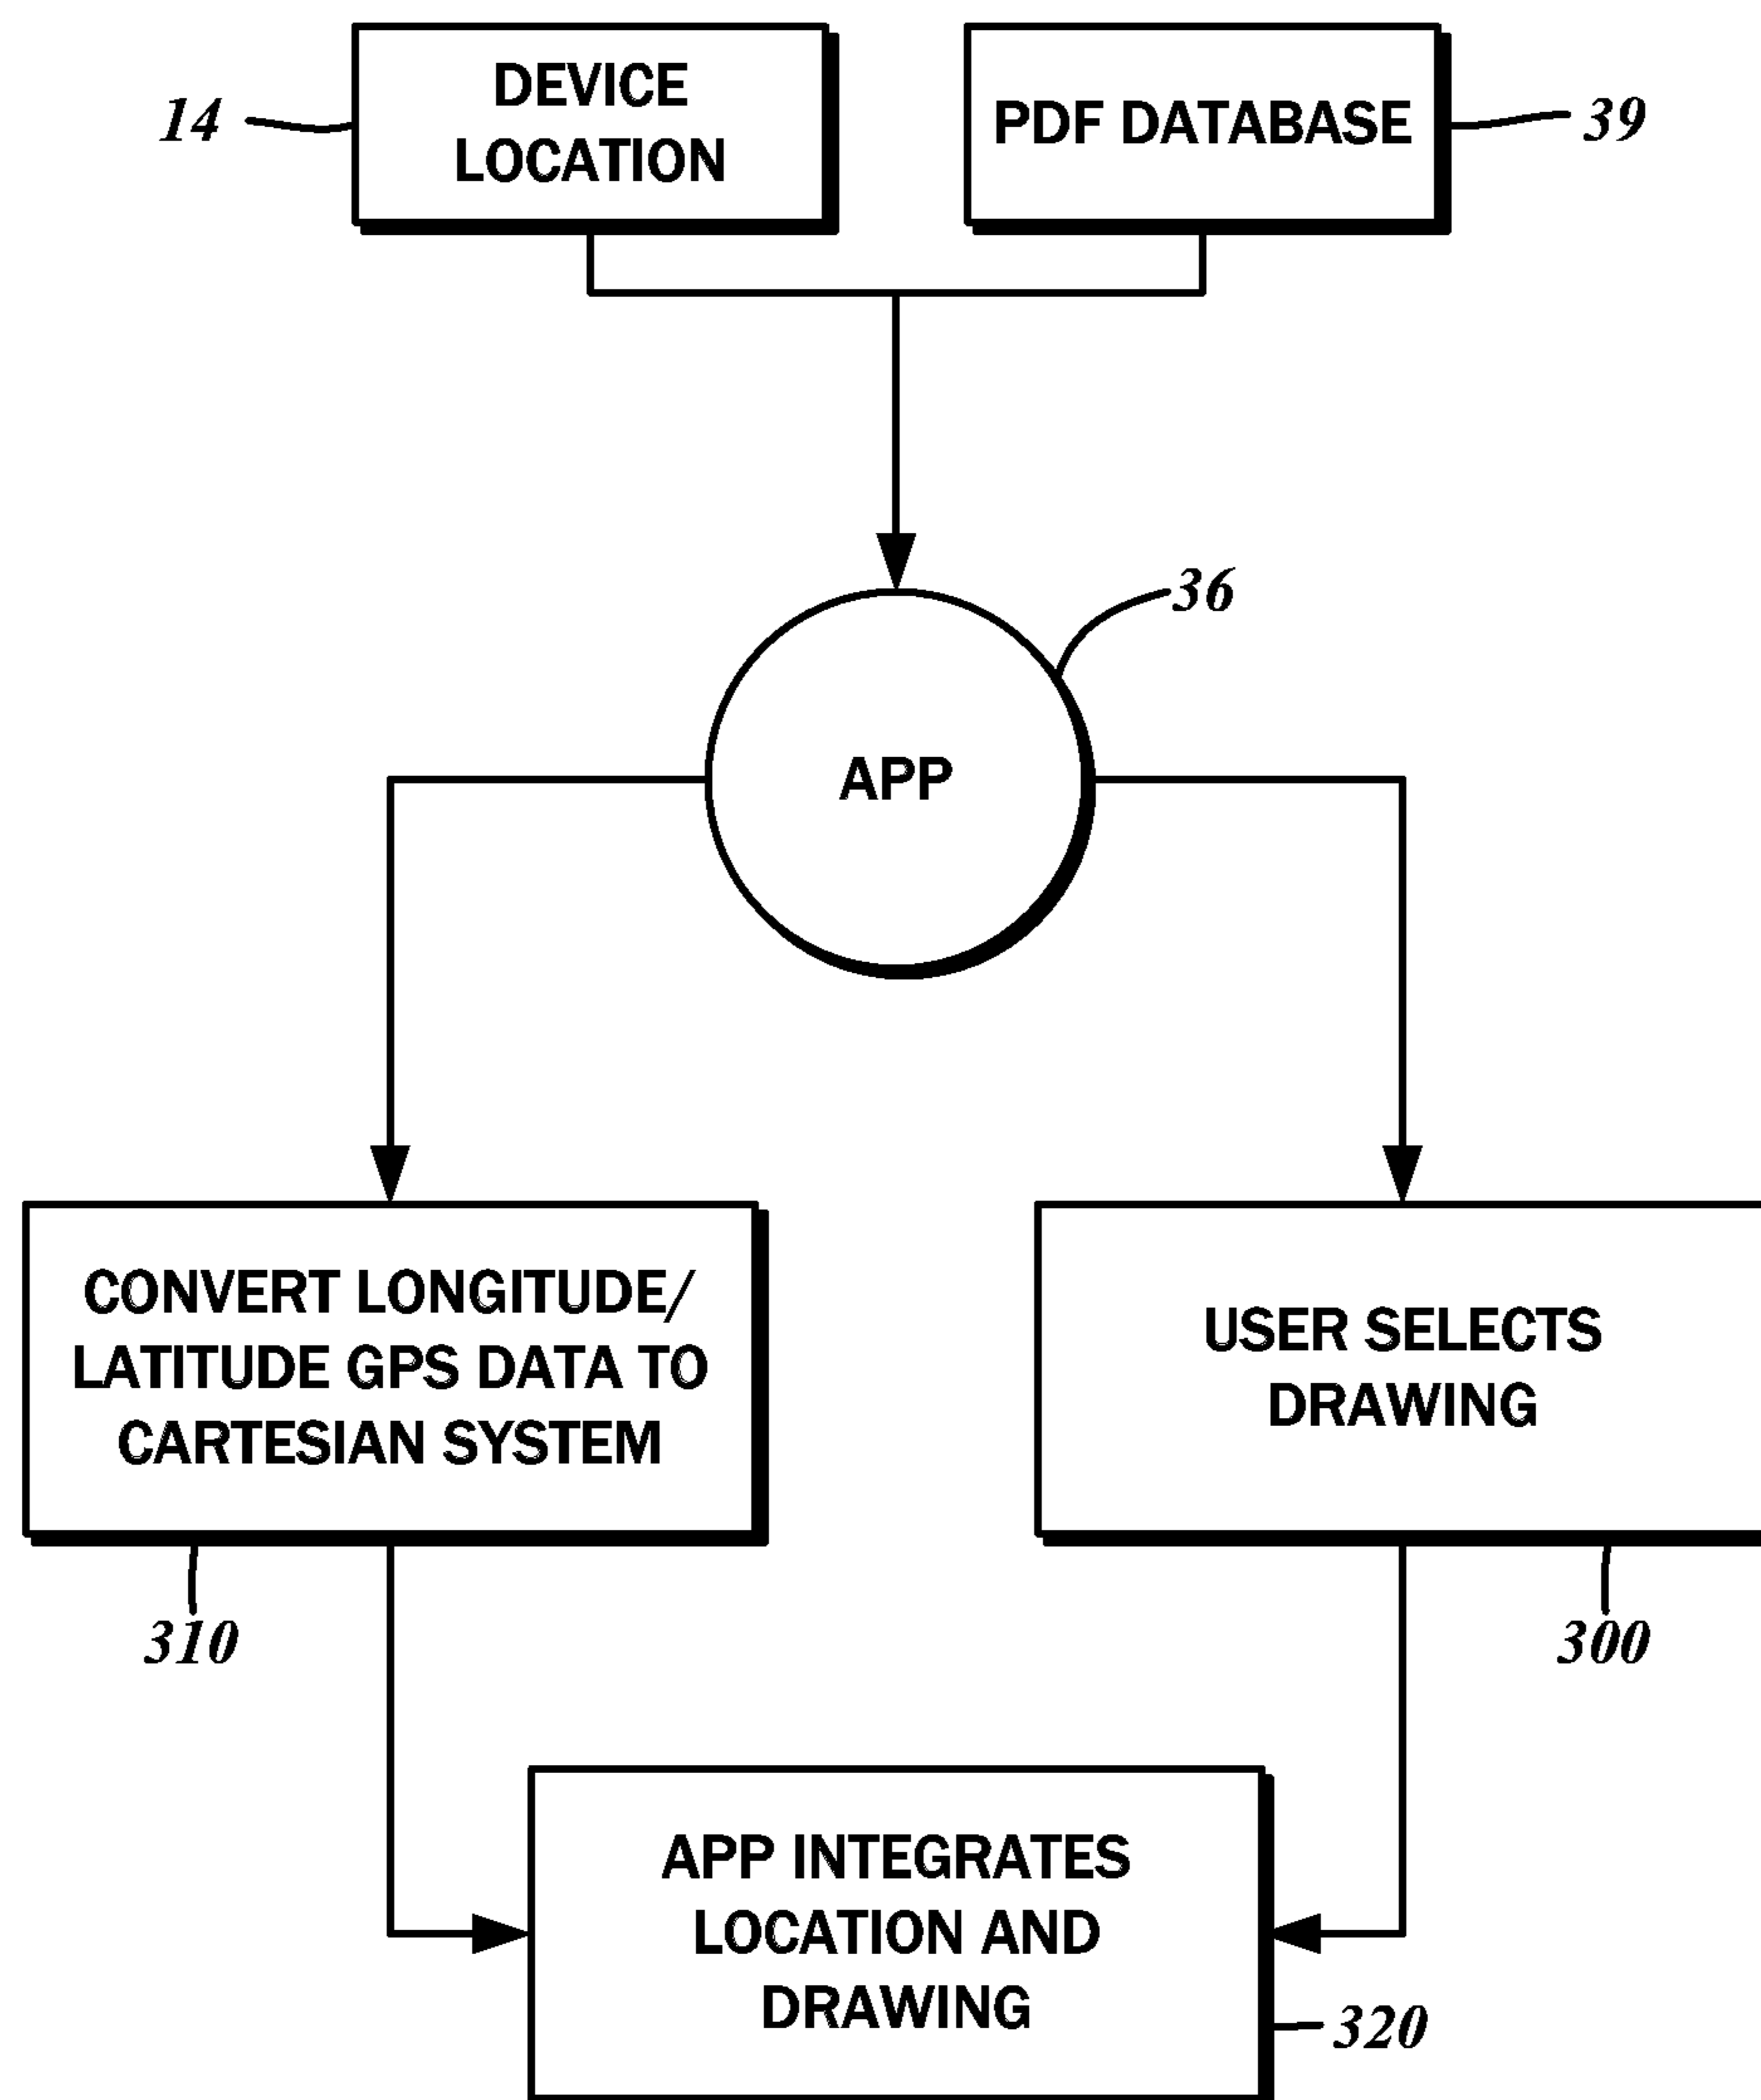 14
DEVICE
LOCATION
PDF DATABASE
39
36
APP
CONVERT LONGITUDE/
LATITUDE GPS DATA TO
CARTESIAN SYSTEM
USER SELECTS
DRAWING
310
300
APP INTEGRATES
LOCATION AND
DRAWING
320